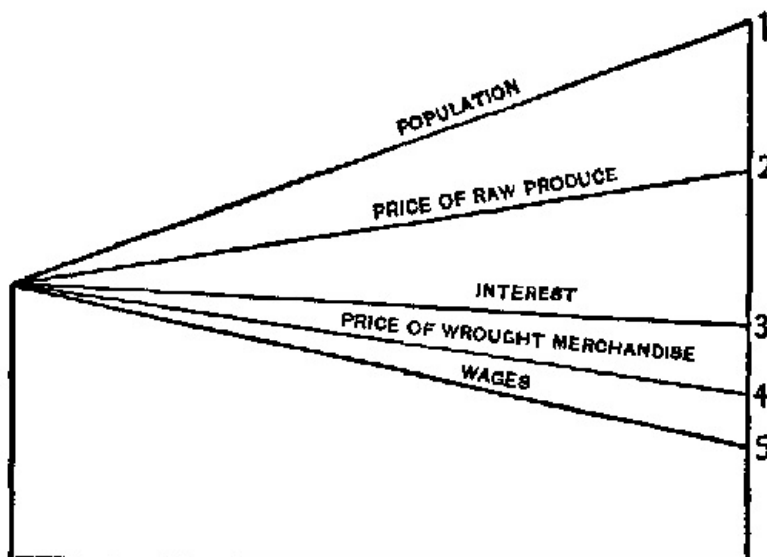 1
POPULATION
2
PRICE OF RAW PRODUCE
INTEREST
3
PRICE OF WROUGHT MERCHANDISE
WAGES
4
5